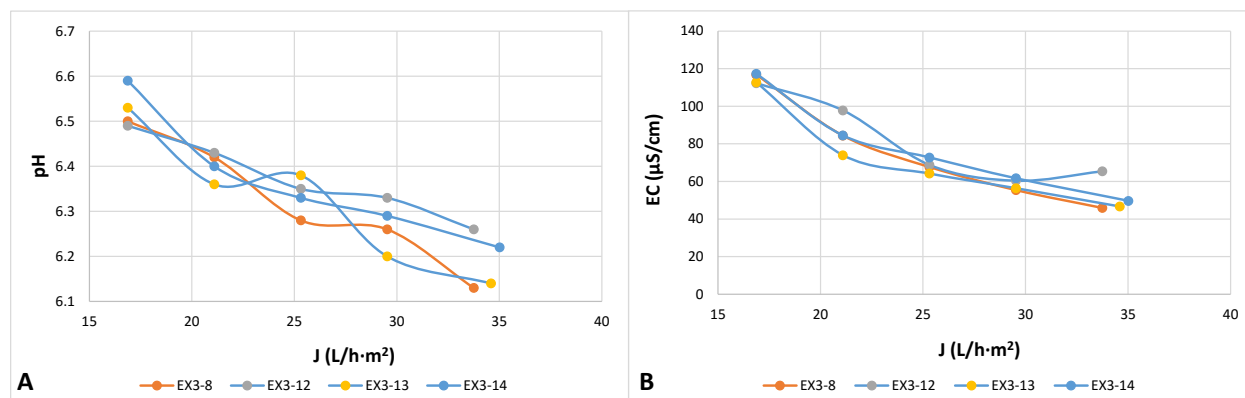 6.7
6.6
6.5
6.4
6.3
6.2
6.1
pH
15 20 25 30 35 40
J (L/h·m²)
A
EX3-8 EX3-12 EX3-13 EX3-14
140
120
100
80
60
40
20
0
EC (µS/cm)
15 20 25 30 35 40
J (L/h·m²)
B
EX3-8 EX3-12 EX3-13 EX3-14